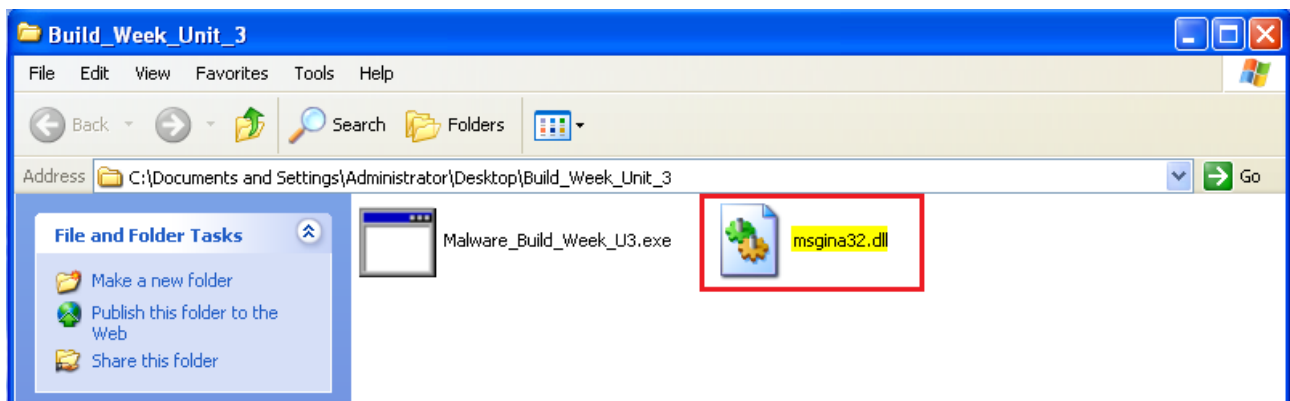 Build_Week_Unit_3
File Edit View Favorites Tools Help
Back Search Folders
Address C:\Documents and Settings\Administrator\Desktop\Build_Week_Unit_3 Go
File and Folder Tasks
Make a new folder
Publish this folder to the
Web
Share this folder
Malware_Build_Week_U3.exe
msgina32.dll